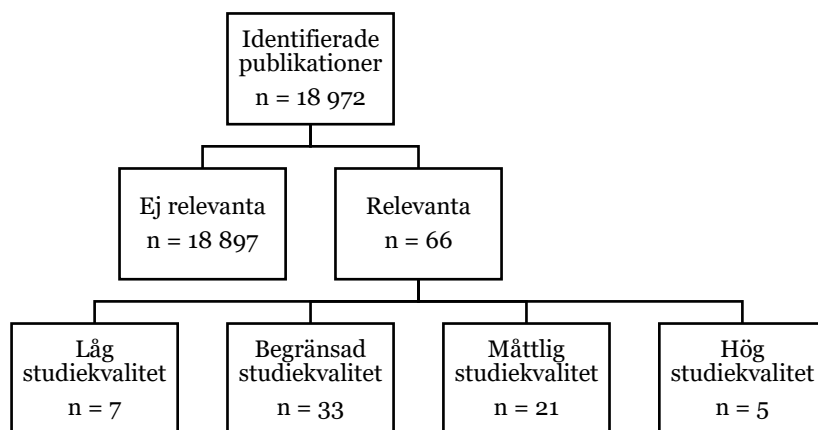 Identifierade
publikationer
n = 18 972
Ej relevanta
n = 18 897
Relevanta
n = 66
Låg
studiekvalitet
n = 7
Begränsad
studiekvalitet
n = 33
Måttlig
studiekvalitet
n = 21
Hög
studiekvalitet
n = 5